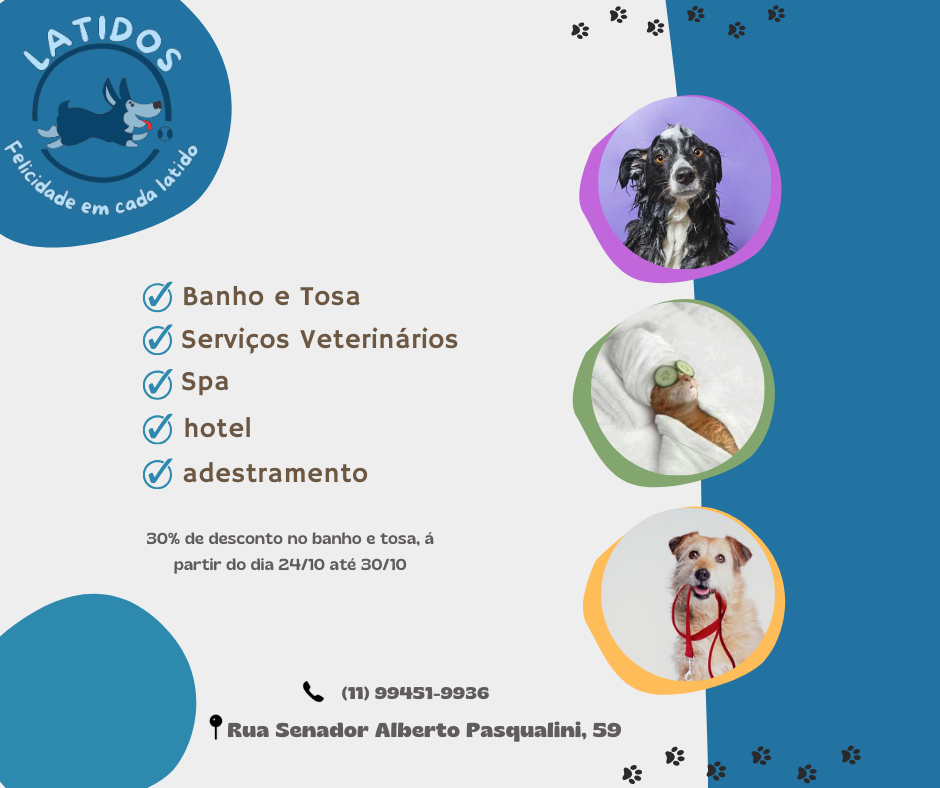 LATIDOS
Felicidade em cada latido
Banho e Tosa
Serviços Veterinários
Spa
hotel
adestramento
30% de desconto no banho e tosa, á
partir do dia 24/10 até 30/10
(11) 99451-9936
Rua Senador Alberto Pasqualini, 59